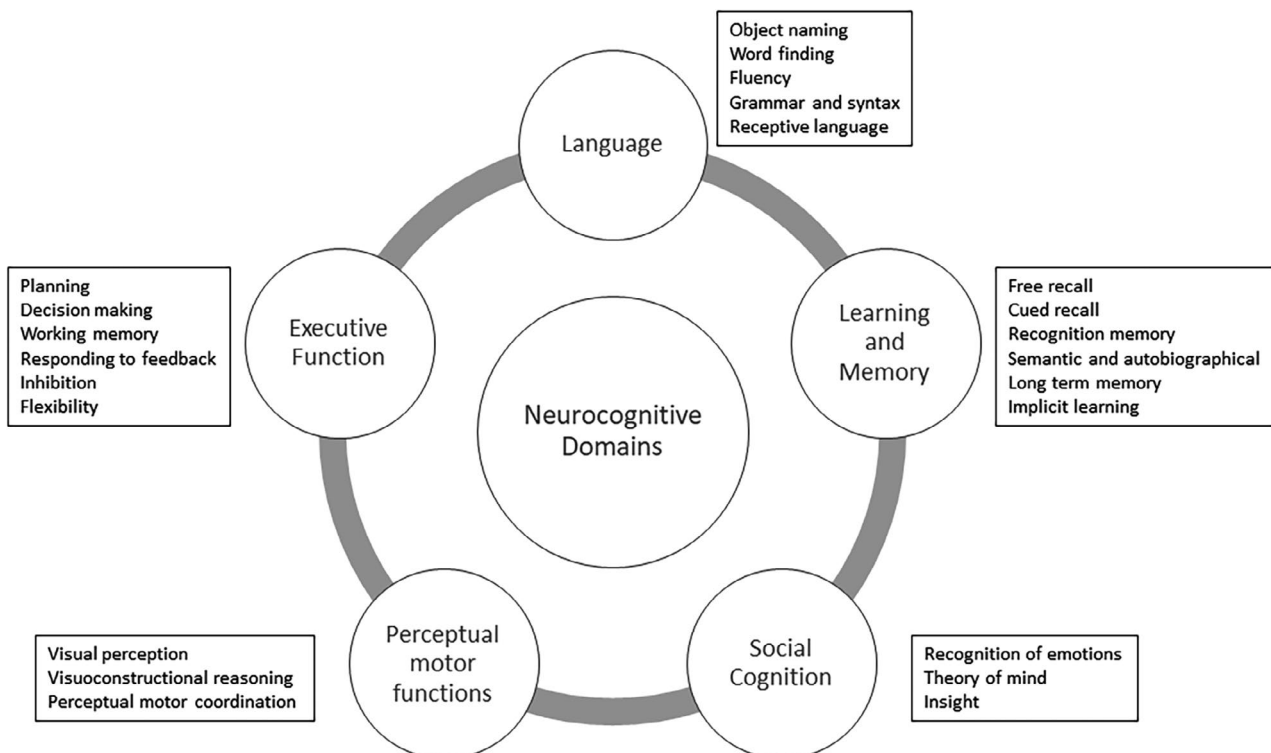 Object naming
Word finding
Fluency
Grammar and syntax
Receptive language
Language
Planning
Decision making
Working memory
Responding to feedback
Inhibition
Flexibility
Executive
Function
Learning
and
Memory
Free recall
Cued recall
Recognition memory
Semantic and autobiographical
Long term memory
Implicit learning
Neurocognitive
Domains
Visual perception
Visuoconstructional reasoning
Perceptual motor coordination
Perceptual
motor
functions
Social
Cognition
Recognition of emotions
Theory of mind
Insight